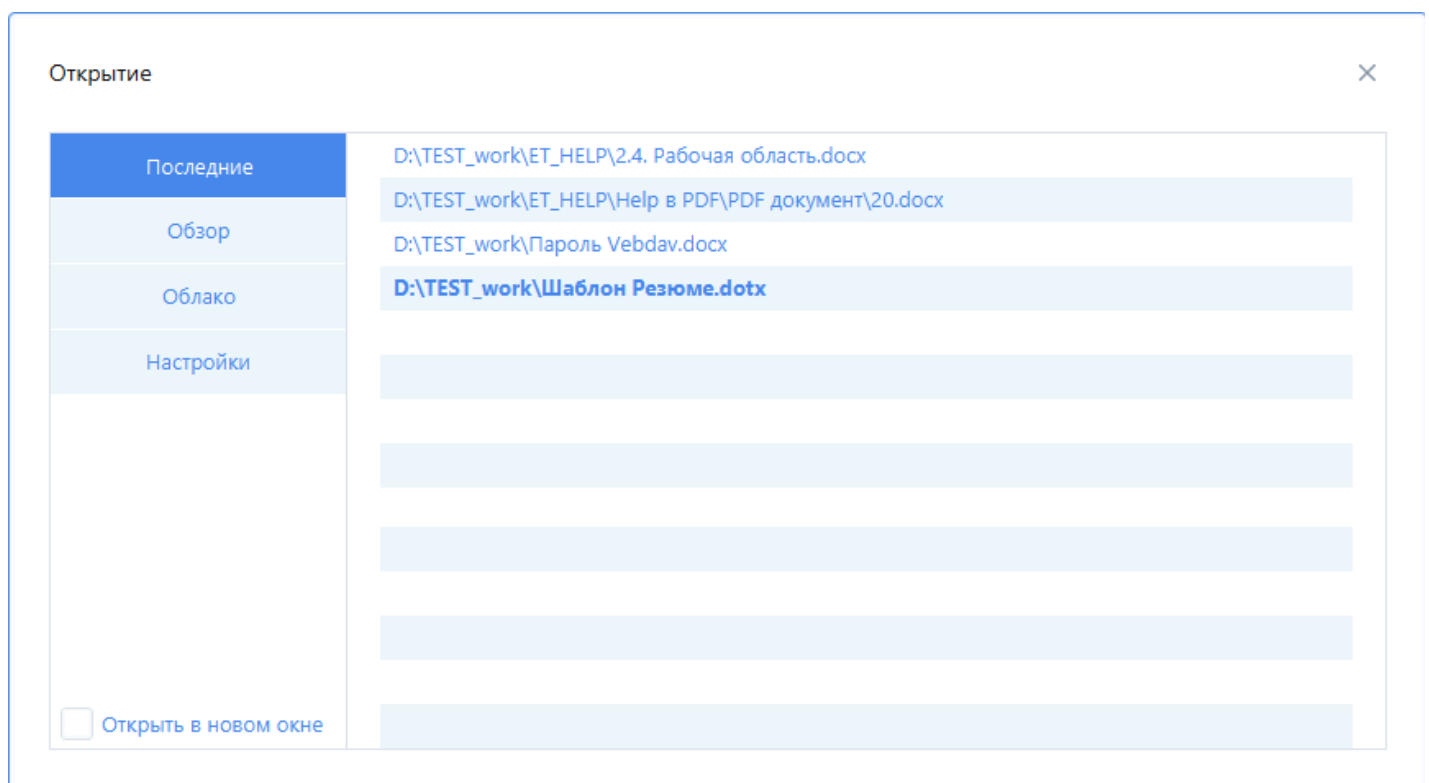 Открытие
Последние
Обзор
Облако
Настройки
Открыть в новом окне
D:\TEST_work\ET_HELP\2.4. Рабочая область.docx
D:\TEST_work\ET_HELP\Help в PDF\PDF документ\20.docx
D:\TEST_work\Пароль Vebdav.docx
D:\TEST_work\Шаблон Резюме.dotx